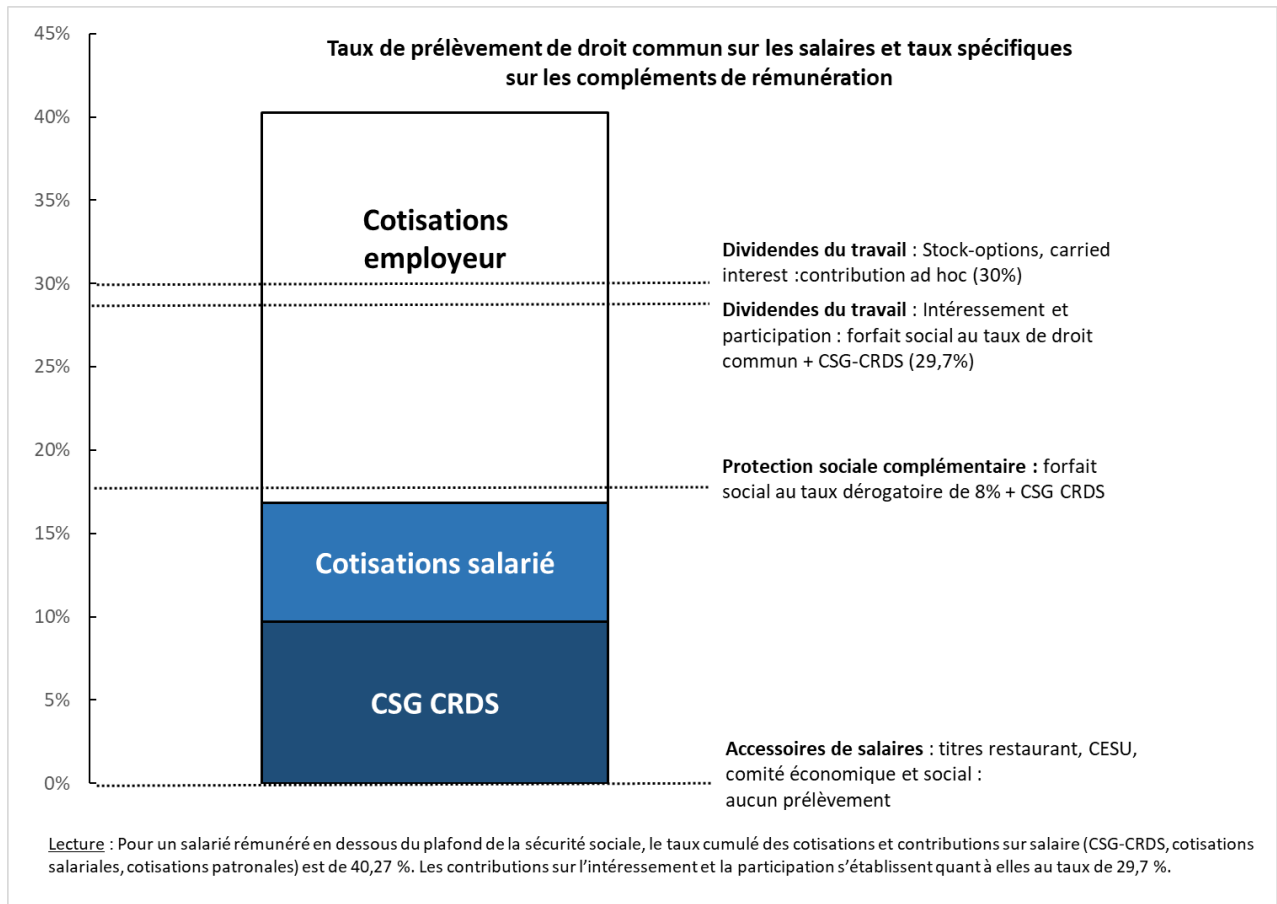 Taux de prélèvement de droit commun sur les salaires et taux spécifiques
sur les compléments de rémunération
45%
40%
35%
30%
25%
20%
15%
10%
5%
0%
Cotisations
employeur
Cotisations salarié
CSG CRDS
Dividendes du travail : Stock-options, carried
interest :contribution ad hoc (30%)
Dividendes du travail : Intéressement et
participation : forfait social au taux de droit
commun + CSG-CRDS (29,7%)
Protection sociale complémentaire : forfait
social au taux dérogatoire de 8% + CSG CRDS
Accessoires de salaires : titres restaurant, CESU,
comité économique et social :
aucun prélèvement
Lecture : Pour un salarié rémunéré en dessous du plafond de la sécurité sociale, le taux cumulé des cotisations et contributions sur salaire (CSG-CRDS, cotisations
salariales, cotisations patronales) est de 40,27 %. Les contributions sur l'intéressement et la participation s'établissent quant à elles au taux de 29,7 %.